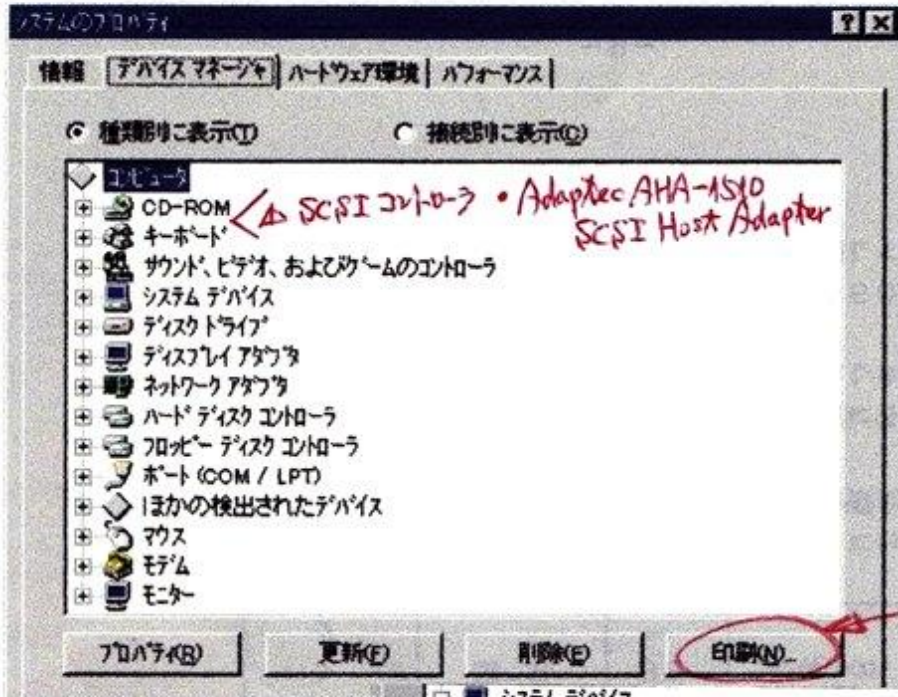 システムのプロパティ
情報 デバイス マネージャ ハードウェア環境 パフォーマンス
種類別に表示(T) 接続別に表示(C)
コンピュータ
CD-ROM
SCSI コントローラ ・Adaptec AHA-1510
SCSI Host Adapter
キーボード
サウンド、ビデオ、およびゲームのコントローラ
システム デバイス
ディスク ドライブ
ディスプレイ アダプタ
ネットワーク アダプタ
ハード ディスク コントローラ
フロッピー ディスク コントローラ
ポート (COM / LPT)
ほかの検出されたデバイス
マウス
モデム
モニター
プロパティ(R) 更新(F) 削除(E) 印刷(N)...
システム デバイス